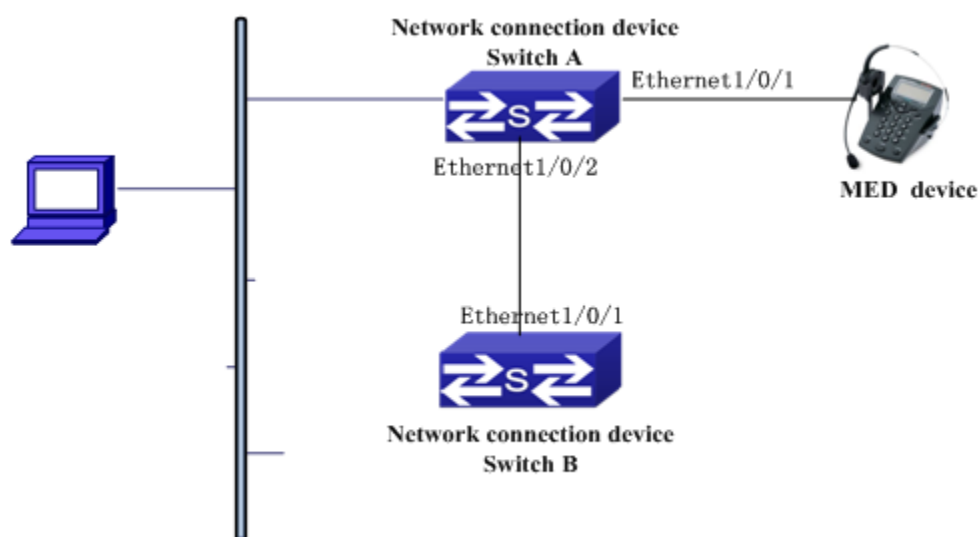 Network connection device
Switch A
Ethernet1/0/1
S
Ethernet1/0/2
MED device
Ethernet1/0/1
S
Network connection device
Switch B